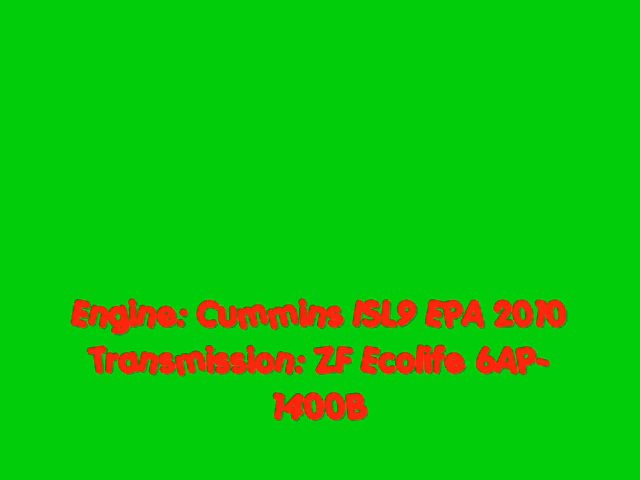 Engine: Cummins ISL9 EPA 2010
Transmission: ZF Ecolife 6AP-
1400B